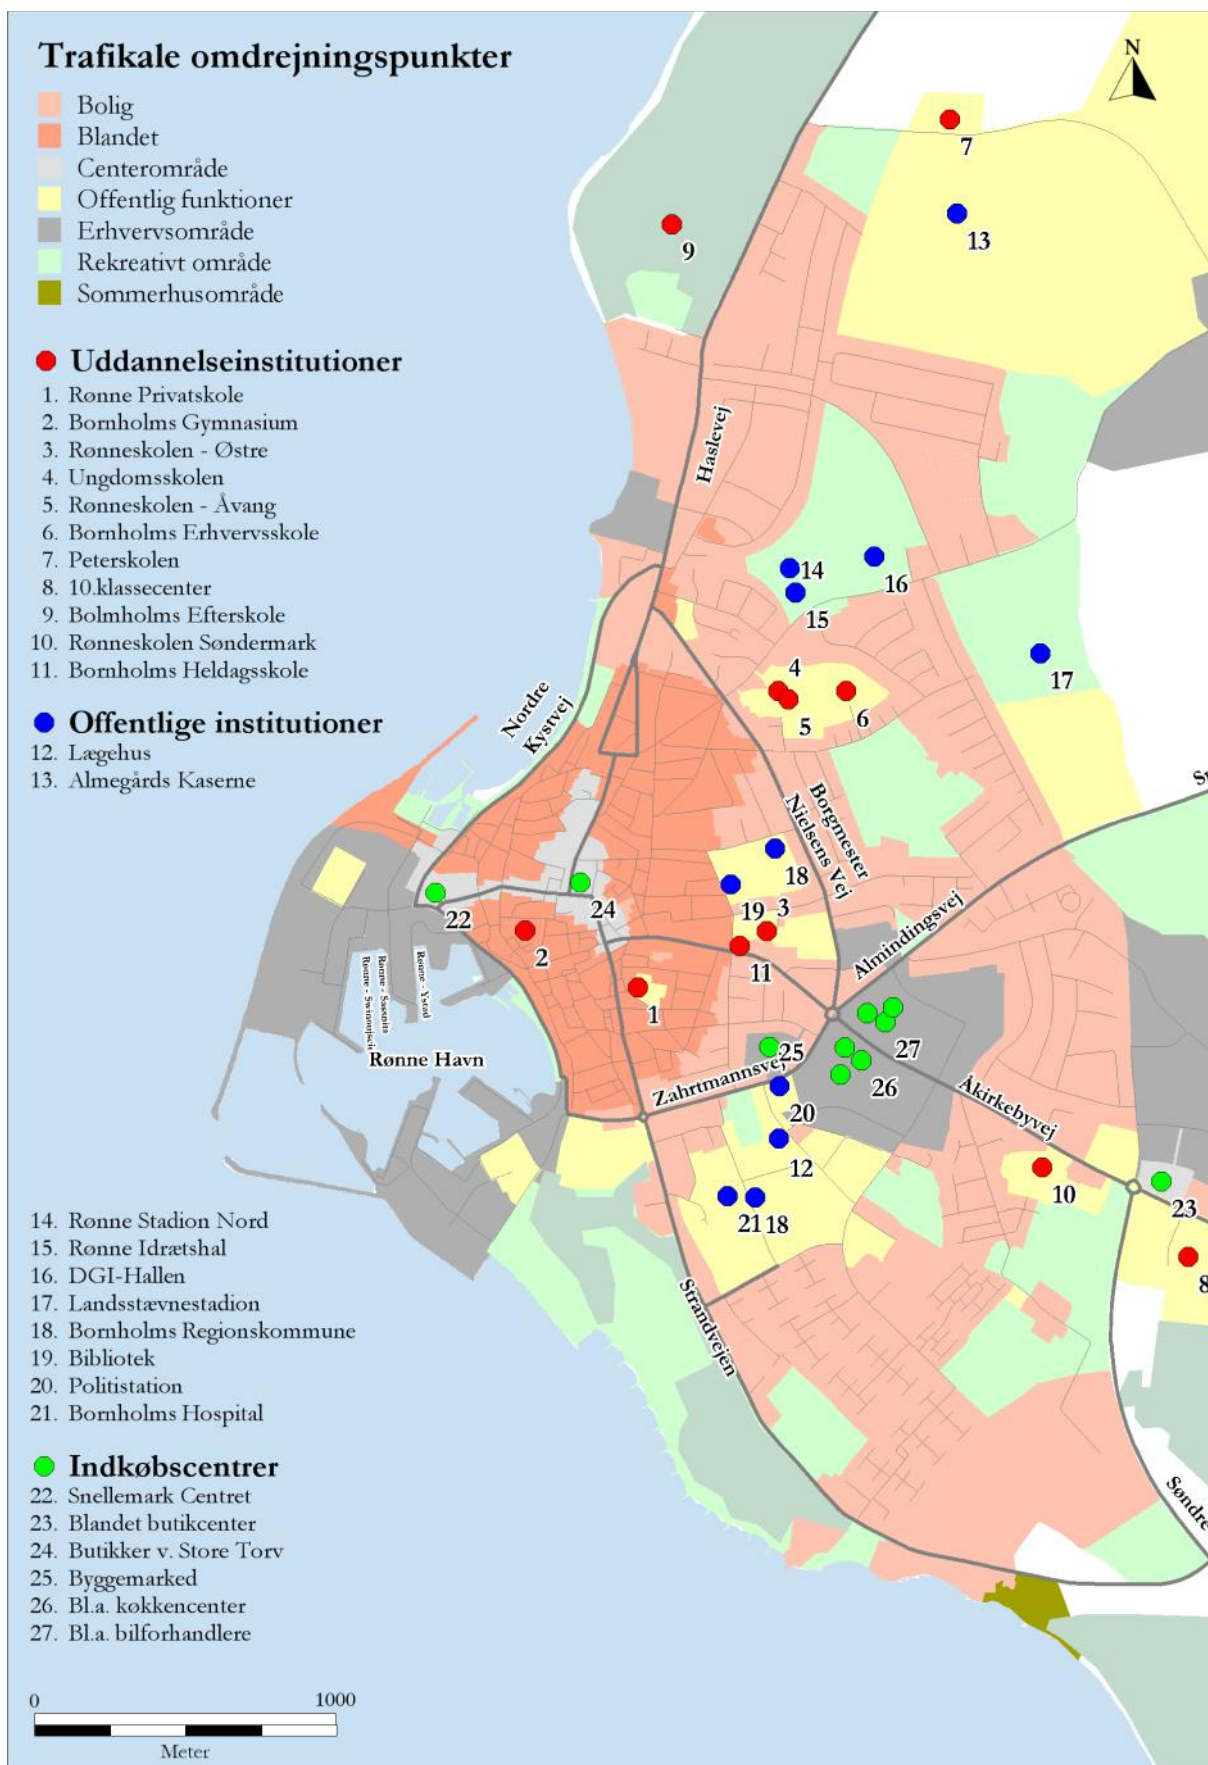 Trafikale omdrejningspunkter
Bolig
Blandet
Centerområde
Offentlig funktioner
Erhvervsområde
Rekreativt område
Sommerhusområde
Uddannelseinstitutioner
1. Rønne Privatskole
2. Bornholms Gymnasium
3. Rønneskolen - Østre
4. Ungdomsskolen
5. Rønneskolen - Åvang
6. Bornholms Erhvervsskole
7. Peterskolen
8. 10.klassecenter
9. Bolmholms Efterskole
10. Rønneskolen Søndermark
11. Bornholms Heldagsskole
Offentlige institutioner
12. Lægehus
13. Almegårds Kaserne
14. Rønne Stadion Nord
15. Rønne Idrætshal
16. DGI-Hallen
17. Landsstævnestadion
18. Bornholms Regionskommune
19. Bibliotek
20. Politistation
21. Bornholms Hospital
Indkøbscentrer
22. Snellemark Centret
23. Blandet butikcenter
24. Butikker v. Store Torv
25. Byggemarked
26. Bl.a. køkkencenter
27. Bl.a. bilforhandlere
0 1000
Meter
N
7
13
9
Haslevej
14
16
15
17
4
5
6
Nordre
Kystvej
Borgmester
Nielsens Vej
18
19
3
22
24
2
11
Almindingsvej
1
Rønne - Ystad
Rønne - Sassnitz
Rønne Havn
25
27
26
Zahrtmannsvej
20
Åkirkebyvej
12
10
23
21
18
8
Strandvejen
Søndre